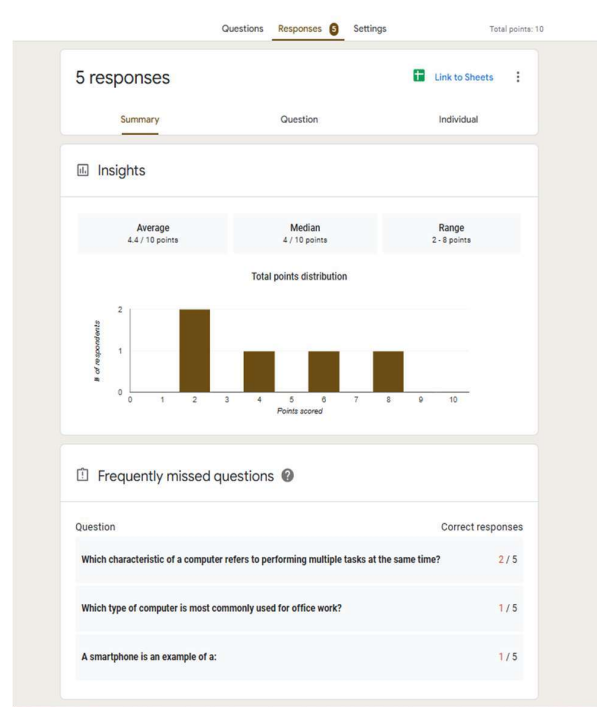 Questions Responses 5 Settings Total points: 10
5 responses Link to Sheets
Summary Question Individual
Insights
Average Median Range
4.4 / 10 points 4 / 10 points 2 - 8 points
Total points distribution
# of respondents
2
1
0
0 1 2 3 4 5 6 7 8 9 10
Points scored
Frequently missed questions ?
Question Correct responses
Which characteristic of a computer refers to performing multiple tasks at the same time? 2 / 5
Which type of computer is most commonly used for office work? 1 / 5
A smartphone is an example of a: 1 / 5